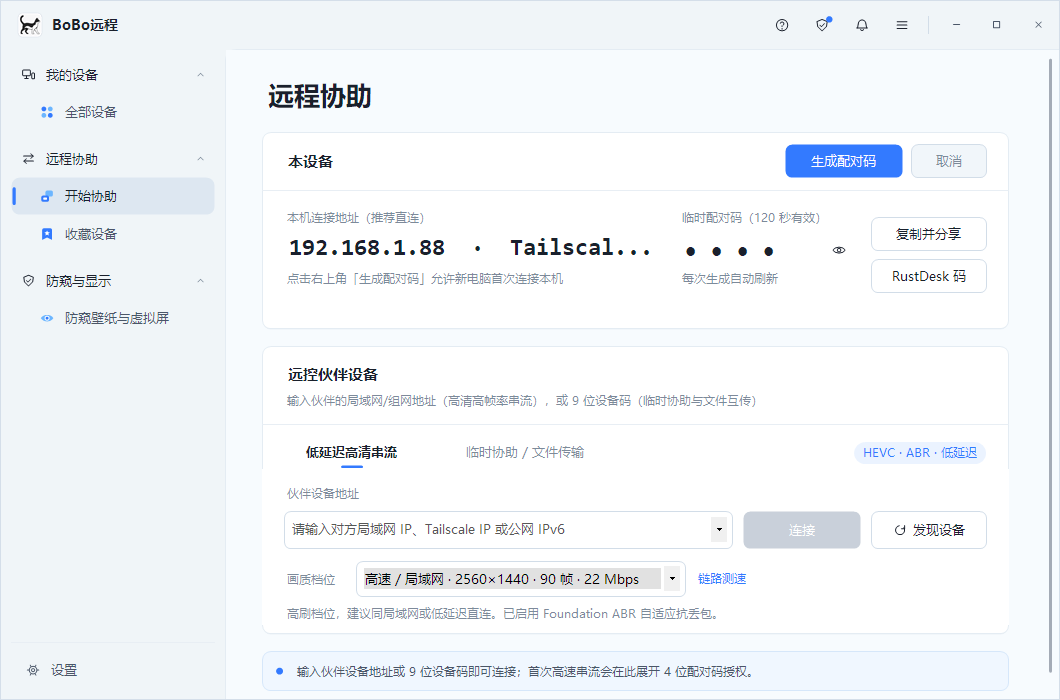 BoBo远程
我的设备
全部设备
远程协助
开始协助
收藏设备
防窥与显示
防窥壁纸与虚拟屏
设置
远程协助
本设备
生成配对码
取消
本机连接地址（推荐直连）
192.168.1.88 · Tailscal...
点击右上角「生成配对码」允许新电脑首次连接本机
临时配对码（120 秒有效）
● ● ● ●
每次生成自动刷新
复制并分享
RustDesk 码
远控伙伴设备
输入伙伴的局域网/组网地址（高清高帧率串流），或 9 位设备码（临时协助与文件互传）
低延迟高清串流
临时协助 / 文件传输
HEVC · ABR · 低延迟
伙伴设备地址
请输入对方局域网 IP、Tailscale IP 或公网 IPv6
连接
发现设备
画质档位
高速 / 局域网 · 2560×1440 · 90 帧 · 22 Mbps
链路测速
高刷档位，建议同局域网或低延迟直连。已启用 Foundation ABR 自适应抗丢包。
输入伙伴设备地址或 9 位设备码即可连接；首次高速串流会在此展开 4 位配对码授权。